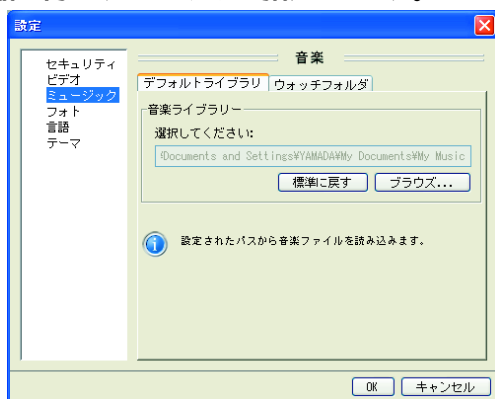 設定
セキュリティ
ビデオ
ミュージック
フォト
言語
テーマ
音楽
デフォルトライブラリ
ウォッチフォルダ
音楽ライブラリー
選択してください:
Documents and Settings¥YAMADA¥My Documents¥My Music
標準に戻す
ブラウズ...
設定されたパスから音楽ファイルを読み込みます。
OK
キャンセル